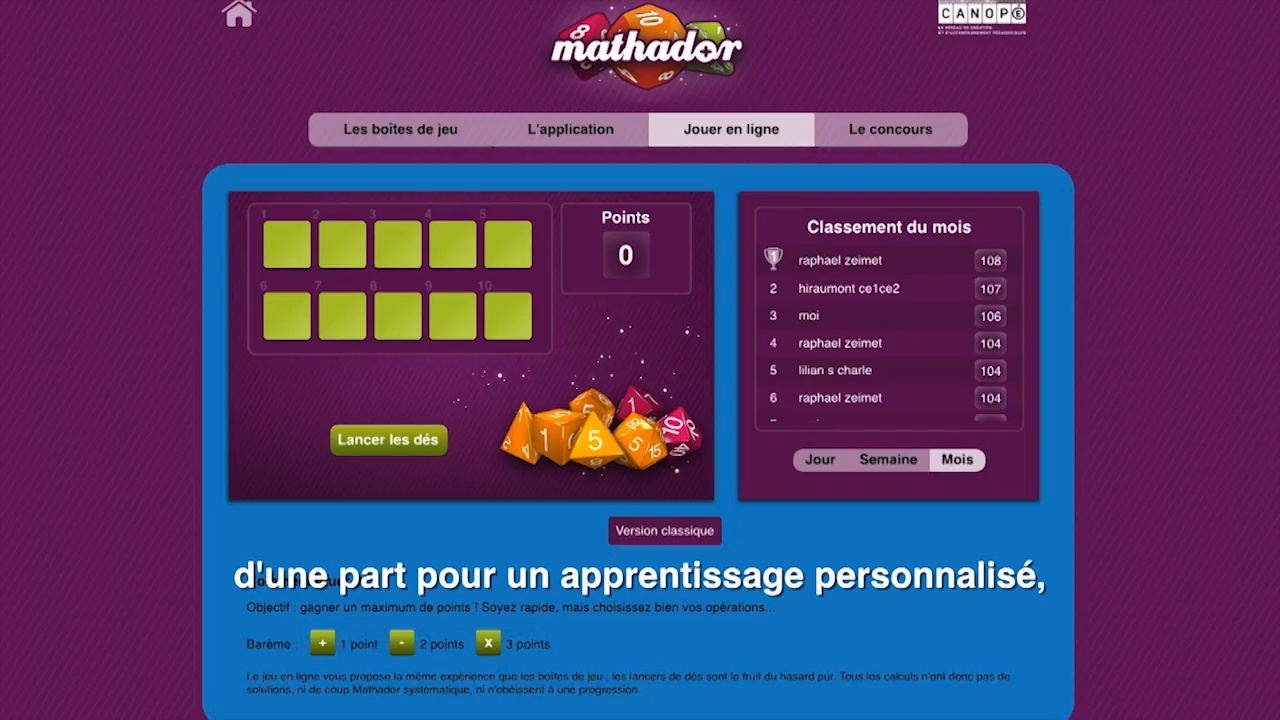 CANOPÉ
mathador
Les boîtes de jeu
L'application
Jouer en ligne
Le concours
1 2 3 4 5
6 7 8 9 10
Points
0
Lancer les dés
Classement du mois
1 raphael zeimet 108
2 hiraumont ce1ce2 107
3 moi 106
4 raphael zeimet 104
5 lilian s charle 104
6 raphael zeimet 104
Jour Semaine Mois
Version classique
d'une part pour un apprentissage personnalisé,
Objectif : gagner un maximum de points ! Soyez rapide, mais choisissez bien vos opérations...
Barème : + 1 point - 2 points x 3 points
Le jeu en ligne vous propose la même expérience que les boîtes de jeu : les lancers de dés sont le fruit du hasard pur. Tous les calculs n'ont donc pas de
solutions, ni de coup Mathador systématique, ni n'obéissent à une progression.